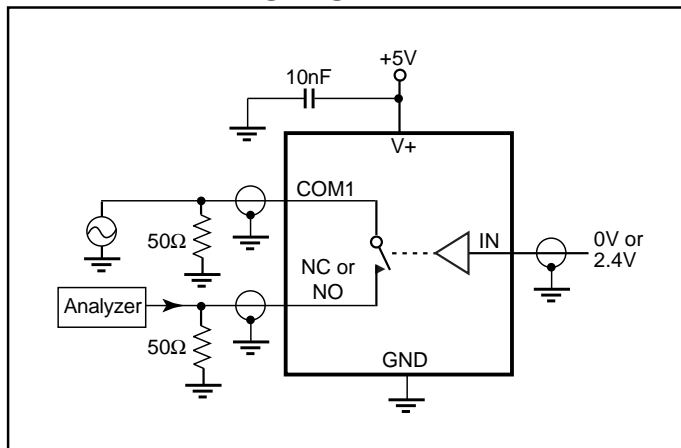 +5V
10nF
V+
COM1
50Ω
IN
0V or
2.4V
NC or
NO
Analyzer
50Ω
GND